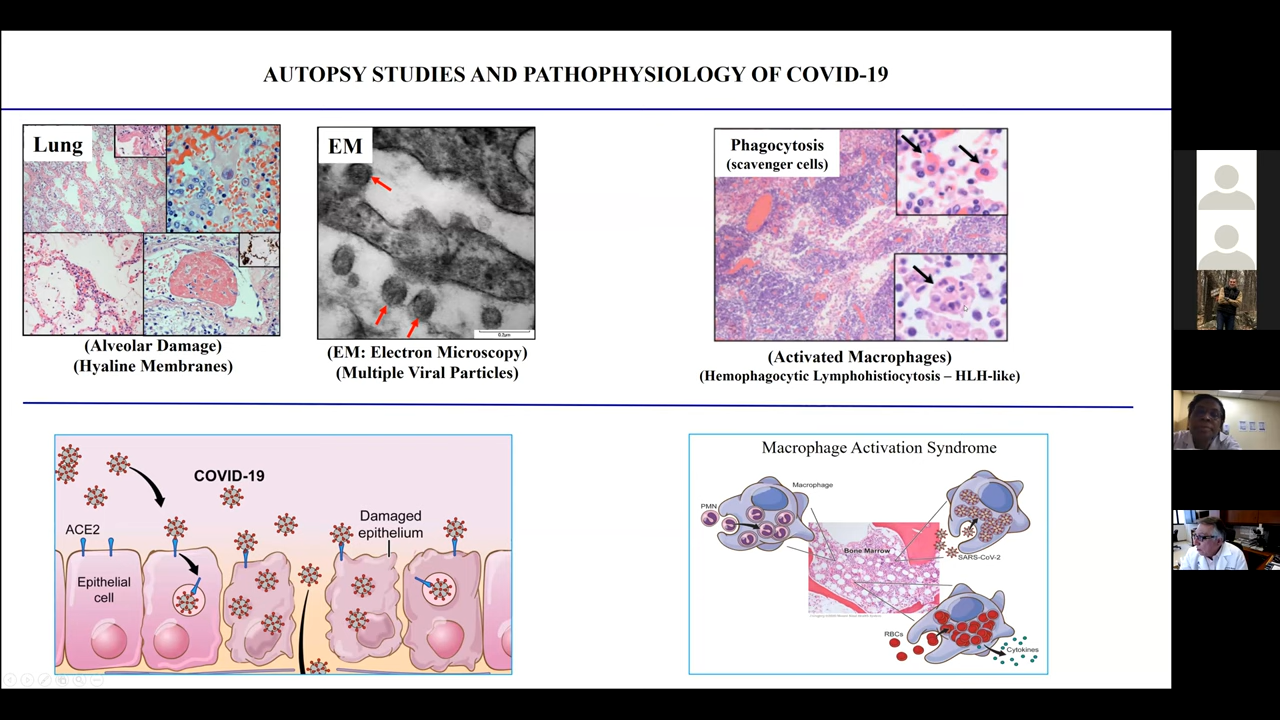 AUTOPSY STUDIES AND PATHOPHYSIOLOGY OF COVID-19
Lung
(Alveolar Damage)
(Hyaline Membranes)
EM
0.2µm
(EM: Electron Microscopy)
(Multiple Viral Particles)
Phagocytosis
(scavenger cells)
(Activated Macrophages)
(Hemophagocytic Lymphohistiocytosis – HLH-like)
COVID-19
ACE2
Damaged
epithelium
Epithelial
cell
Macrophage Activation Syndrome
Macrophage
PMN
Bone Marrow
SARS-CoV-2
RBCs
Cytokines